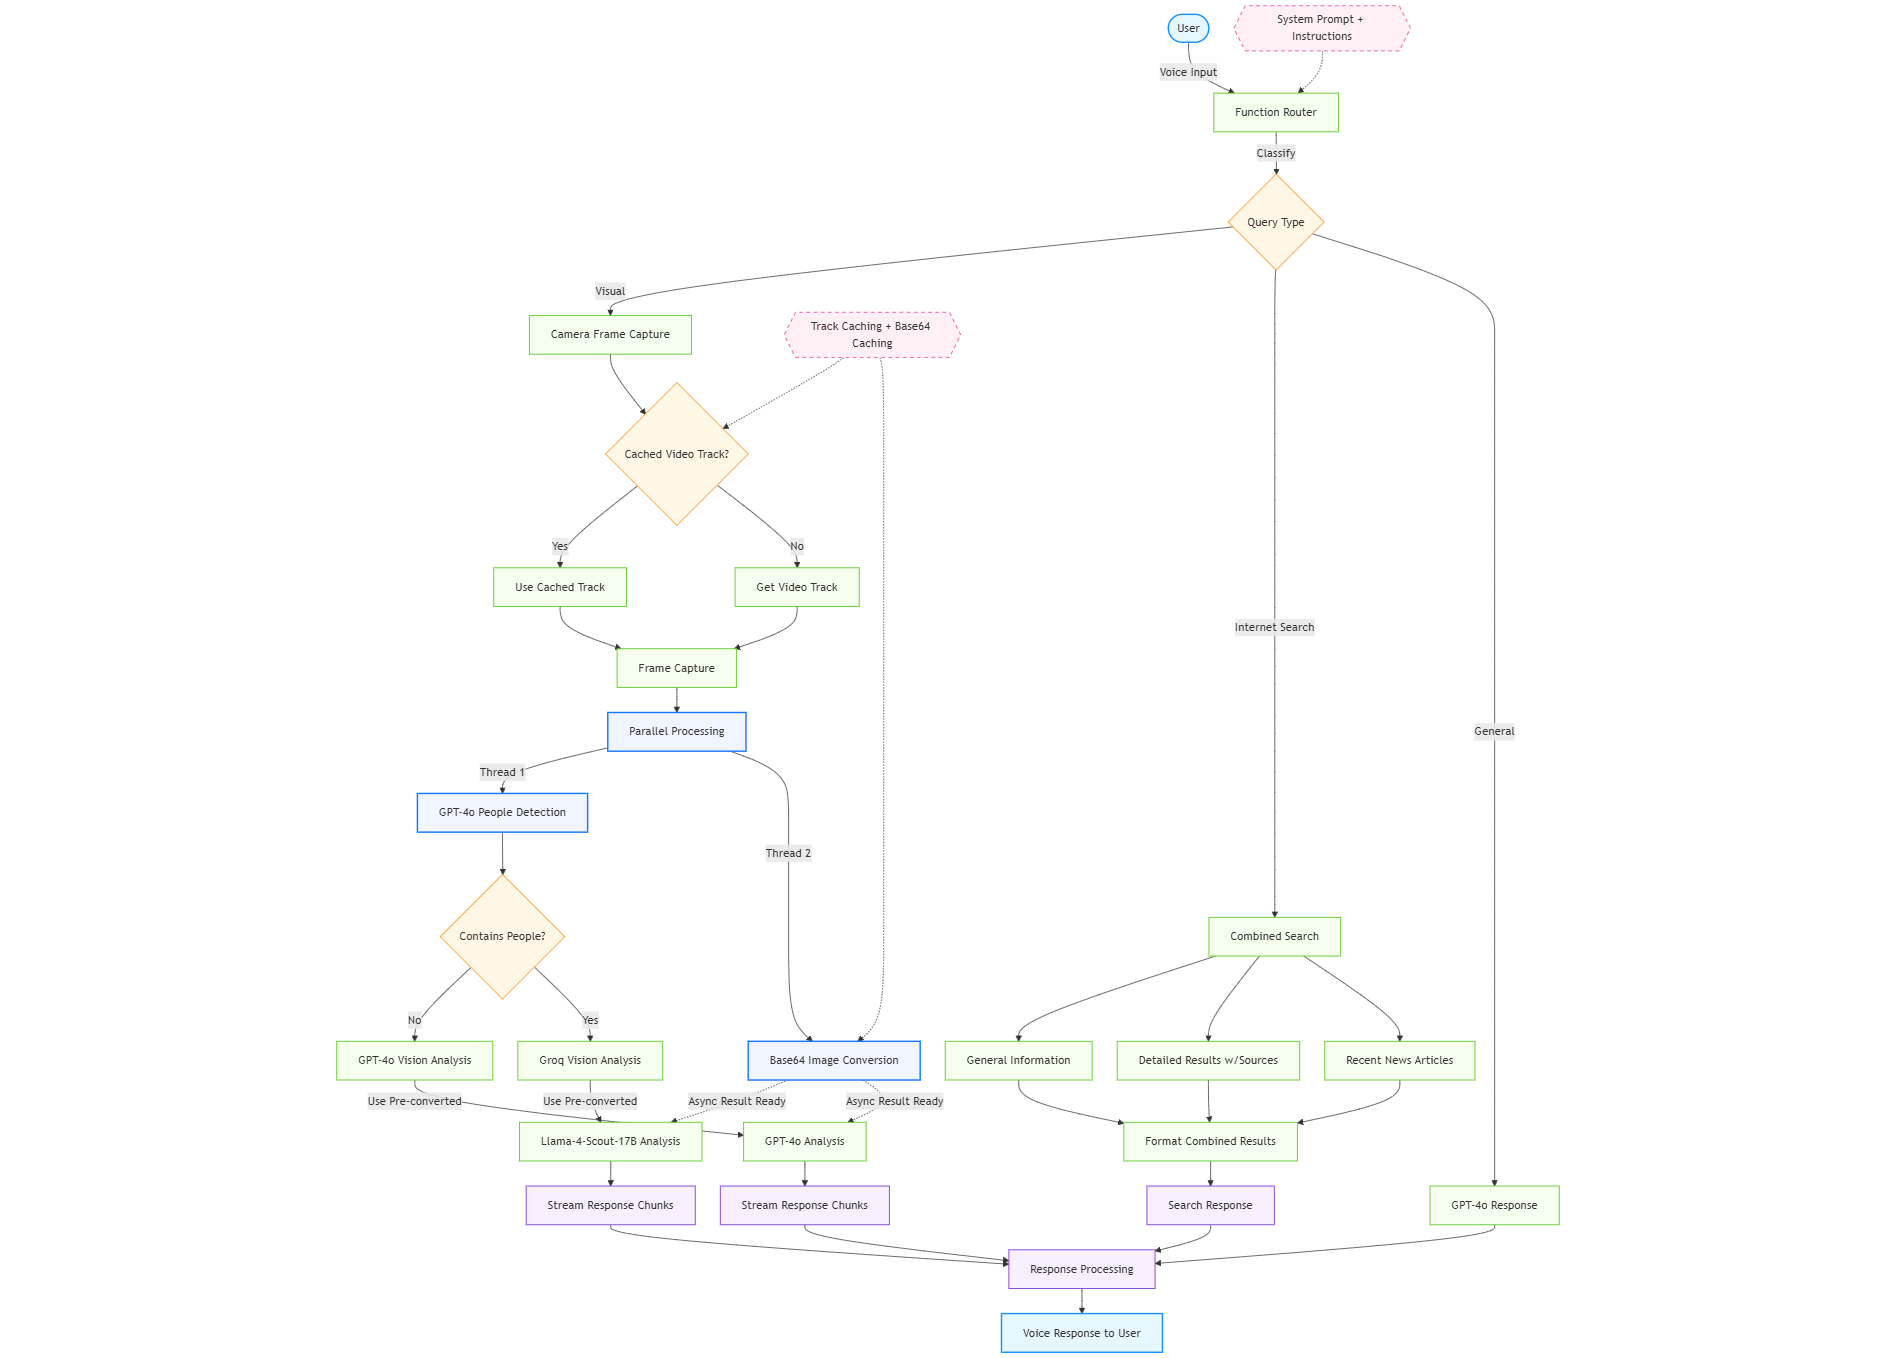 User
System Prompt +
Instructions
Voice Input
Function Router
Classify
Query Type
Visual
Camera Frame Capture
Track Caching + Base64
Caching
Cached Video Track?
Yes
No
Use Cached Track
Get Video Track
Internet Search
Frame Capture
Parallel Processing
General
Thread 1
GPT-4o People Detection
Thread 2
Contains People?
Combined Search
No
Yes
GPT-4o Vision Analysis
Groq Vision Analysis
Base64 Image Conversion
General Information
Detailed Results w/Sources
Recent News Articles
Use Pre-converted
Use Pre-converted
Async Result Ready
Async Result Ready
Llama-4-Scout-17B Analysis
GPT-4o Analysis
Format Combined Results
Stream Response Chunks
Stream Response Chunks
Search Response
GPT-4o Response
Response Processing
Voice Response to User